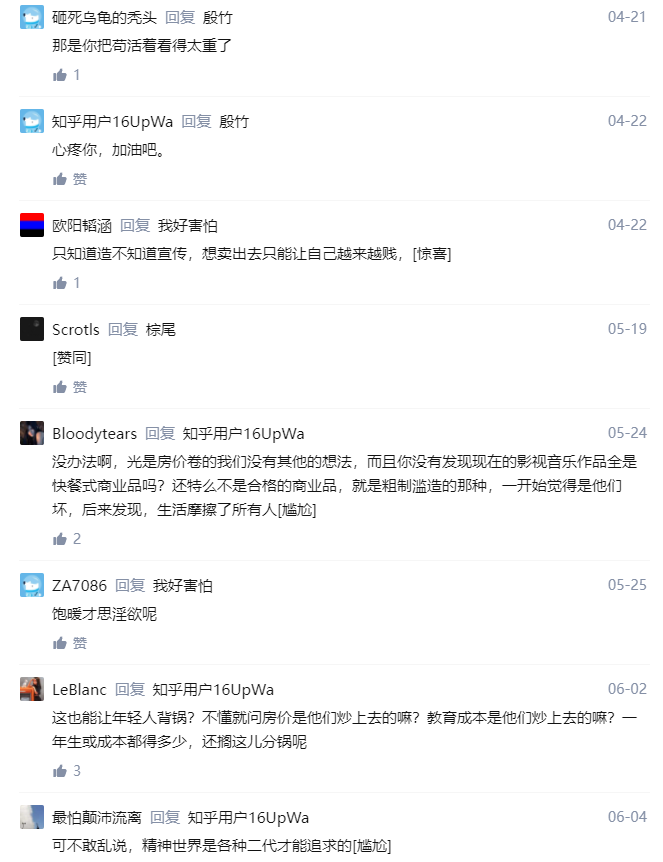 砸死乌龟的秃头 回复 殷竹 04-21
那是你把苟活着看得太重了
1
知乎用户16UpWa 回复 殷竹 04-22
心疼你，加油吧。
赞
欧阳韬涵 回复 我好害怕 04-22
只知道造不知道宣传，想卖出去只能让自己越来越贱，[惊喜]
1
Scrotls 回复 棕尾 05-19
[赞同]
赞
Bloodytears 回复 知乎用户16UpWa 05-24
没办法啊，光是房价卷的我们没有其他的想法，而且你没有发现现在的影视音乐作品全是
快餐式商业品吗？还特么不是合格的商业品，就是粗制滥造的那种，一开始觉得是他们
坏，后来发现，生活摩擦了所有人[尴尬]
2
ZA7086 回复 我好害怕 05-25
饱暖才思淫欲呢
赞
LeBlanc 回复 知乎用户16UpWa 06-02
这也能让年轻人背锅？不懂就问房价是他们炒上去的嘛？教育成本是他们炒上去的嘛？一
年生或成本都得多少，还搁这儿分锅呢
3
最怕颠沛流离 回复 知乎用户16UpWa 06-04
可不敢乱说，精神世界是各种二代才能追求的[尴尬]